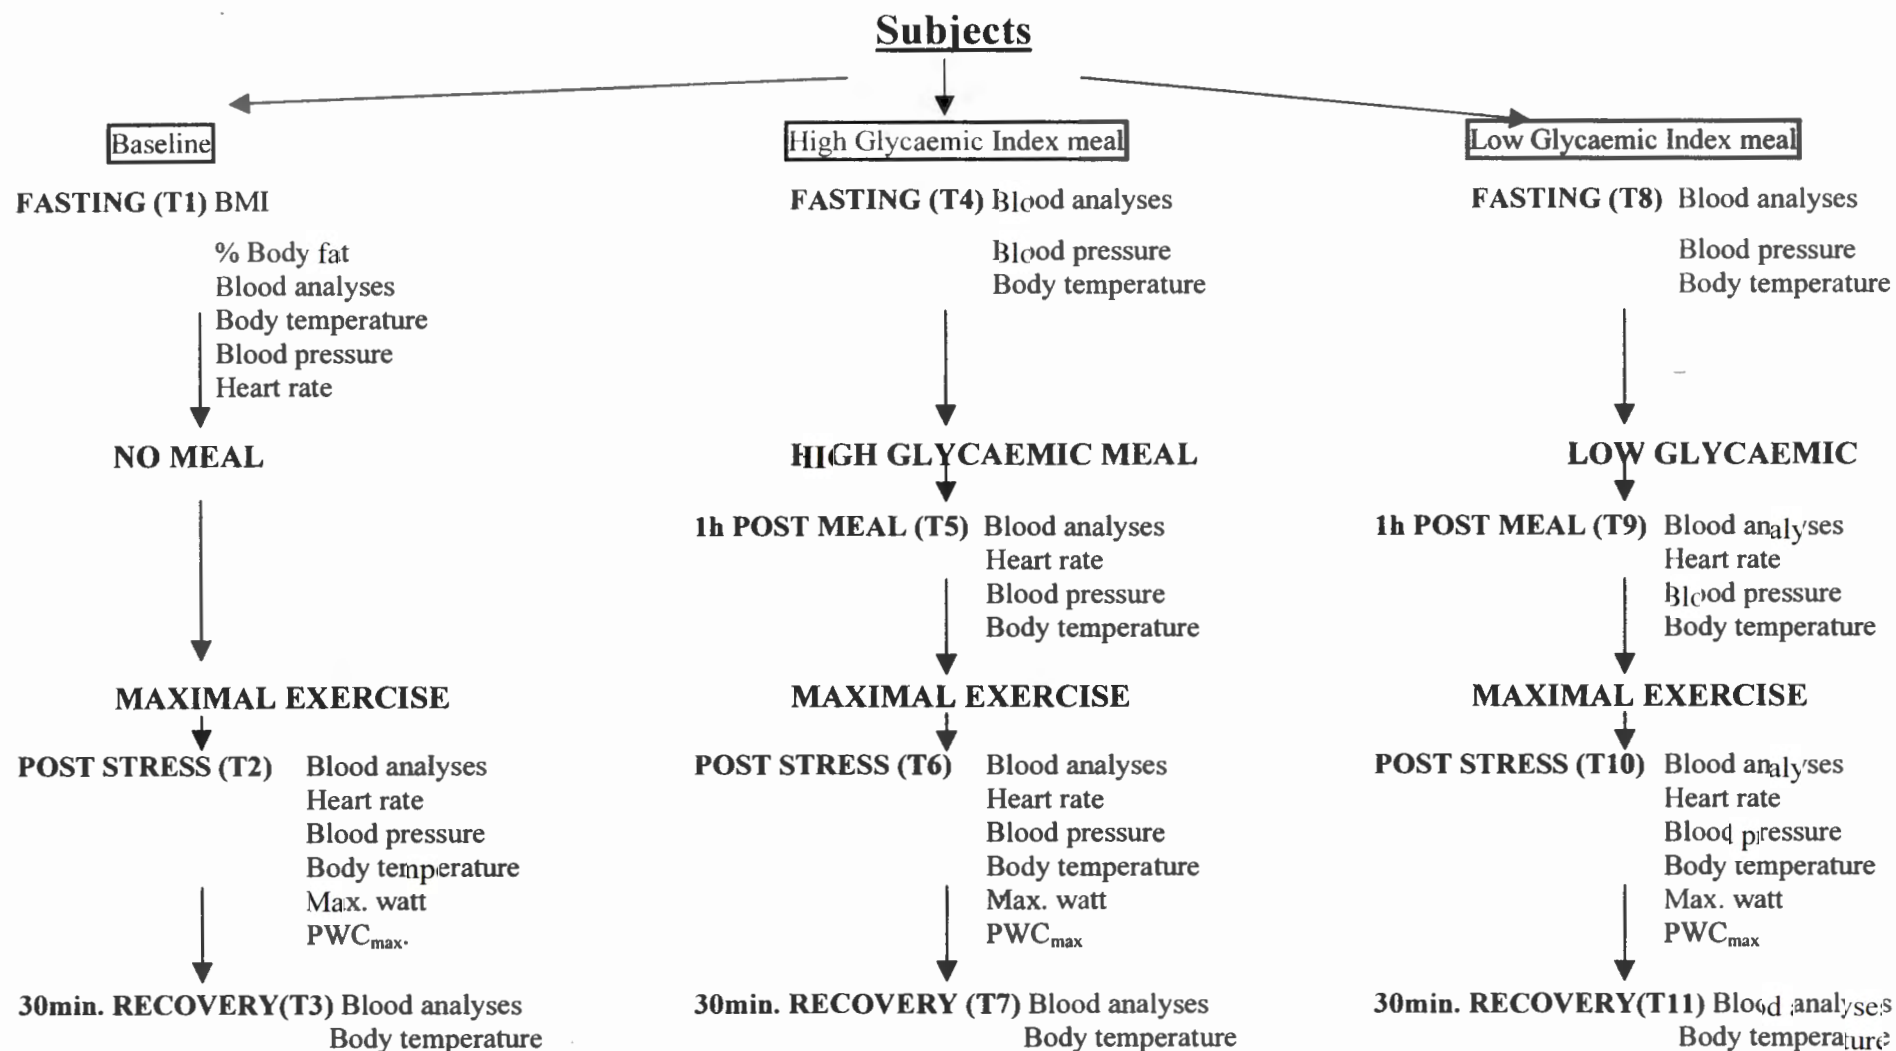 Subjects
Baseline
FASTING (T1) BMI
% Body fat
Blood analyses
Body temperature
Blood pressure
Heart rate
NO MEAL
MAXIMAL EXERCISE
POST STRESS (T2) Blood analyses
Heart rate
Blood pressure
Body temperature
Max. watt
PWCmax.
30min. RECOVERY(T3) Blood analyses
Body temperature
High Glycaemic Index meal
FASTING (T4) Blood analyses
Blood pressure
Body temperature
HIGH GLYCAEMIC MEAL
1h POST MEAL (T5) Blood analyses
Heart rate
Blood pressure
Body temperature
MAXIMAL EXERCISE
POST STRESS (T6) Blood analyses
Heart rate
Blood pressure
Body temperature
Max. watt
PWCmax
30min. RECOVERY (T7) Blood analyses
Body temperature
Low Glycaemic Index meal
FASTING (T8) Blood analyses
Blood pressure
Body temperature
LOW GLYCAEMIC
1h POST MEAL (T9) Blood analyses
Heart rate
Blood pressure
Body temperature
MAXIMAL EXERCISE
POST STRESS (T10) Blood analyses
Heart rate
Blood pressure
Body temperature
Max. watt
PWCmax
30min. RECOVERY(T11) Blood analyses
Body temperature